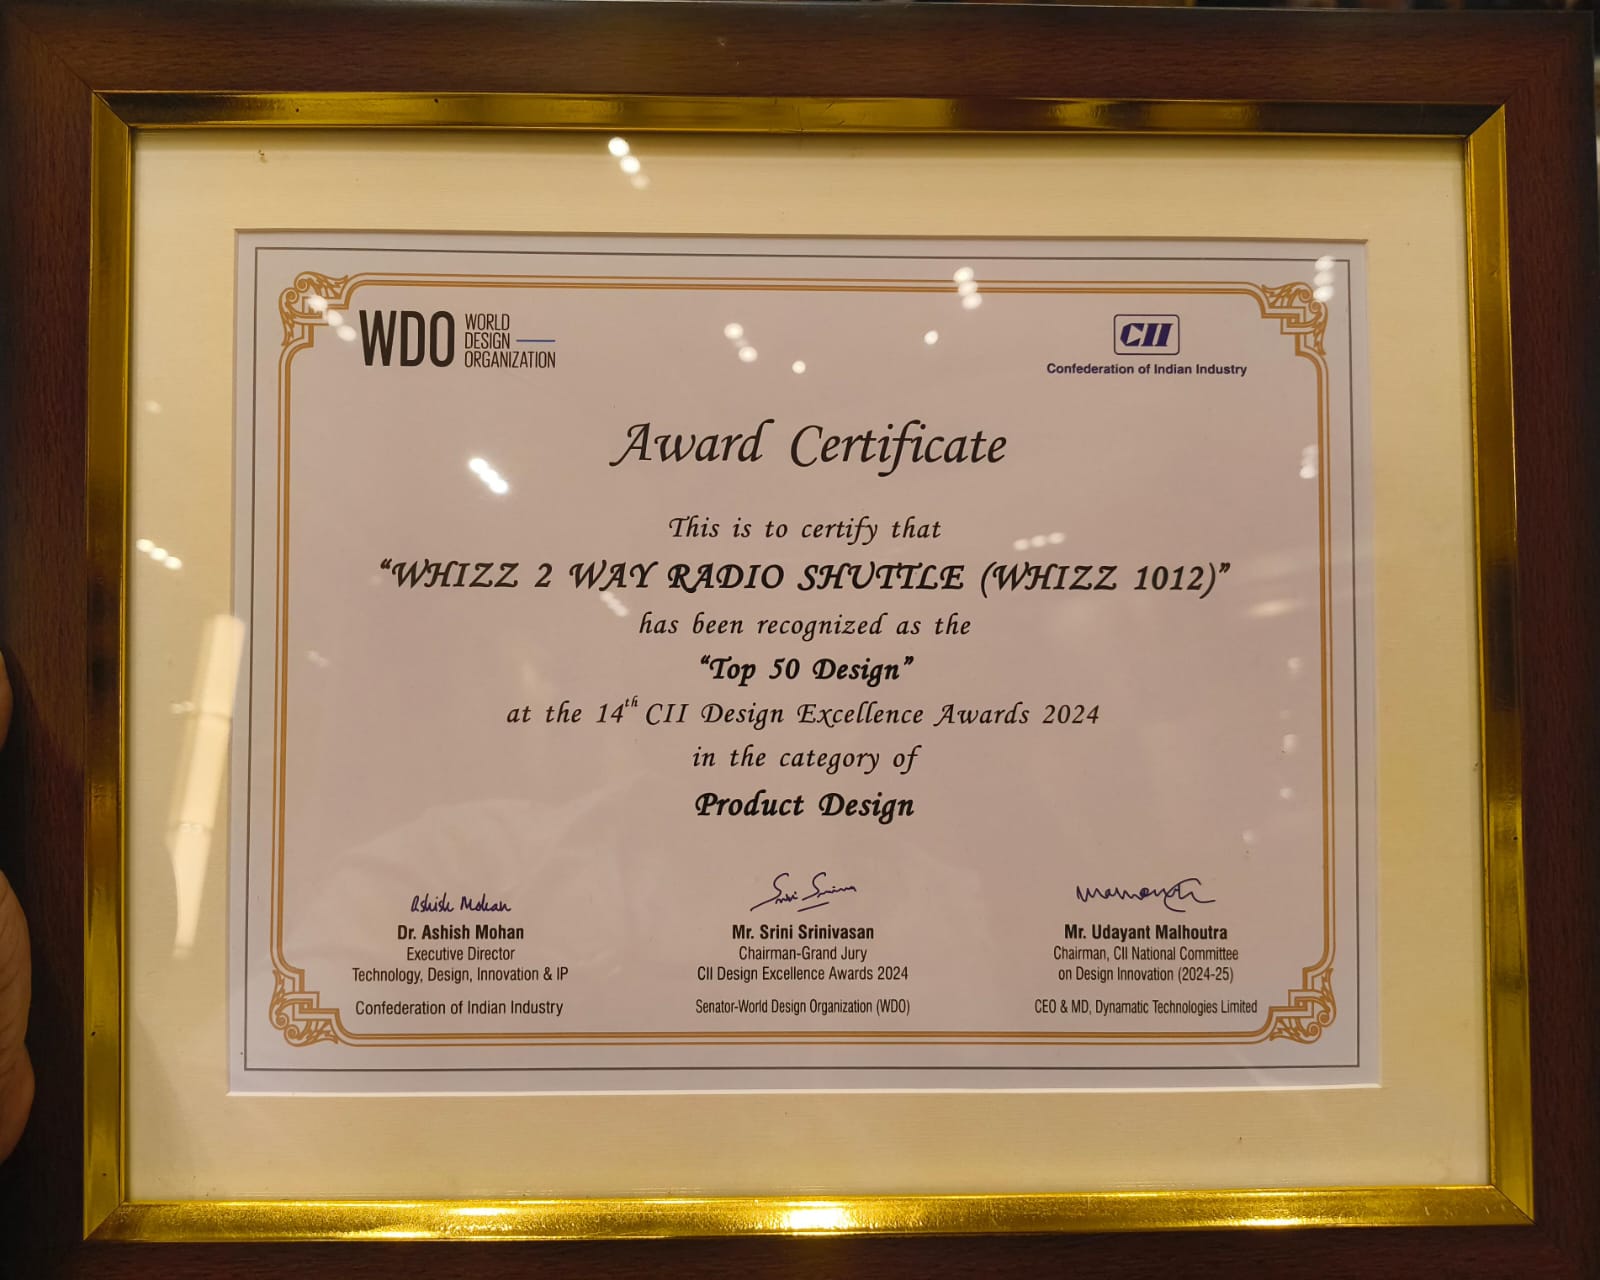 WDO WORLD
DESIGN
ORGANIZATION
CII
Confederation of Indian Industry
Award Certificate
This is to certify that
“WHIZZ 2 WAY RADIO SHUTTLE (WHIZZ 1012)”
has been recognized as the
“Top 50 Design”
at the 14th CII Design Excellence Awards 2024
in the category of
Product Design
Ashish Mohan
Dr. Ashish Mohan
Executive Director
Technology, Design, Innovation & IP
Confederation of Indian Industry
Mr. Srini Srinivasan
Chairman-Grand Jury
CII Design Excellence Awards 2024
Senator-World Design Organization (WDO)
Mr. Udayant Malhoutra
Chairman, CII National Committee
on Design Innovation (2024-25)
CEO & MD, Dynamatic Technologies Limited